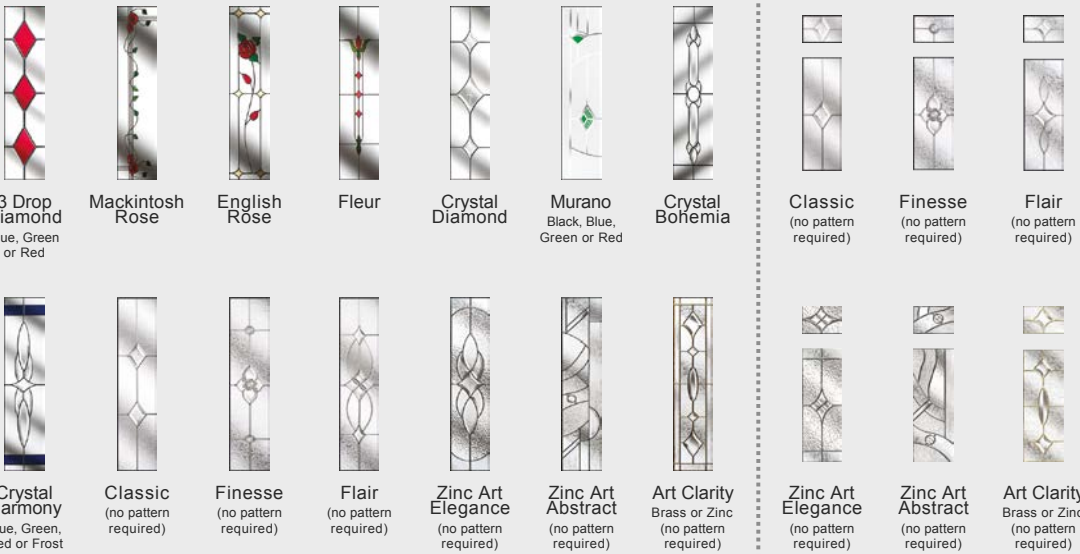 3 Drop
iamond
ue, Green
or Red
Mackintosh
Rose
English
Rose
Fleur
Crystal
Diamond
Murano
Black, Blue,
Green or Red
Crystal
Bohemia
Classic
(no pattern
required)
Finesse
(no pattern
required)
Flair
(no pattern
required)
Crystal
armony
ue, Green,
ed or Frost
Classic
(no pattern
required)
Finesse
(no pattern
required)
Flair
(no pattern
required)
Zinc Art
Elegance
(no pattern
required)
Zinc Art
Abstract
(no pattern
required)
Art Clarity
Brass or Zinc
(no pattern
required)
Zinc Art
Elegance
(no pattern
required)
Zinc Art
Abstract
(no pattern
required)
Art Clarity
Brass or Zinc
(no pattern
required)